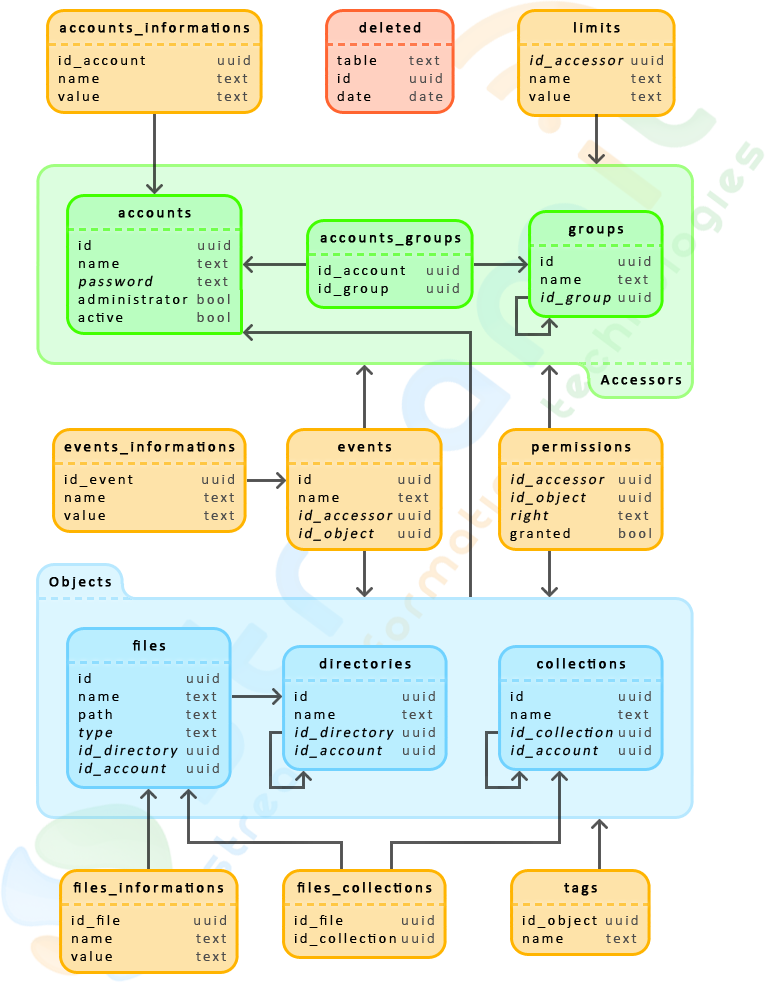 accounts_informations
id_account uuid
name text
value text
deleted
table text
id uuid
date date
limits
id_accessor uuid
name text
value text
accounts
id uuid
name text
password text
administrator bool
active bool
accounts_groups
id_account uuid
id_group uuid
groups
id uuid
name text
id_group uuid
Accessors
events_informations
id_event uuid
name text
value text
events
id uuid
name text
id_accessor uuid
id_object uuid
permissions
id_accessor uuid
id_object uuid
right text
granted bool
Objects
files
id uuid
name text
path text
type text
id_directory uuid
id_account uuid
directories
id uuid
name text
id_directory uuid
id_account uuid
collections
id uuid
name text
id_collection uuid
id_account uuid
files_informations
id_file uuid
name text
value text
files_collections
id_file uuid
id_collection uuid
tags
id_object uuid
name text